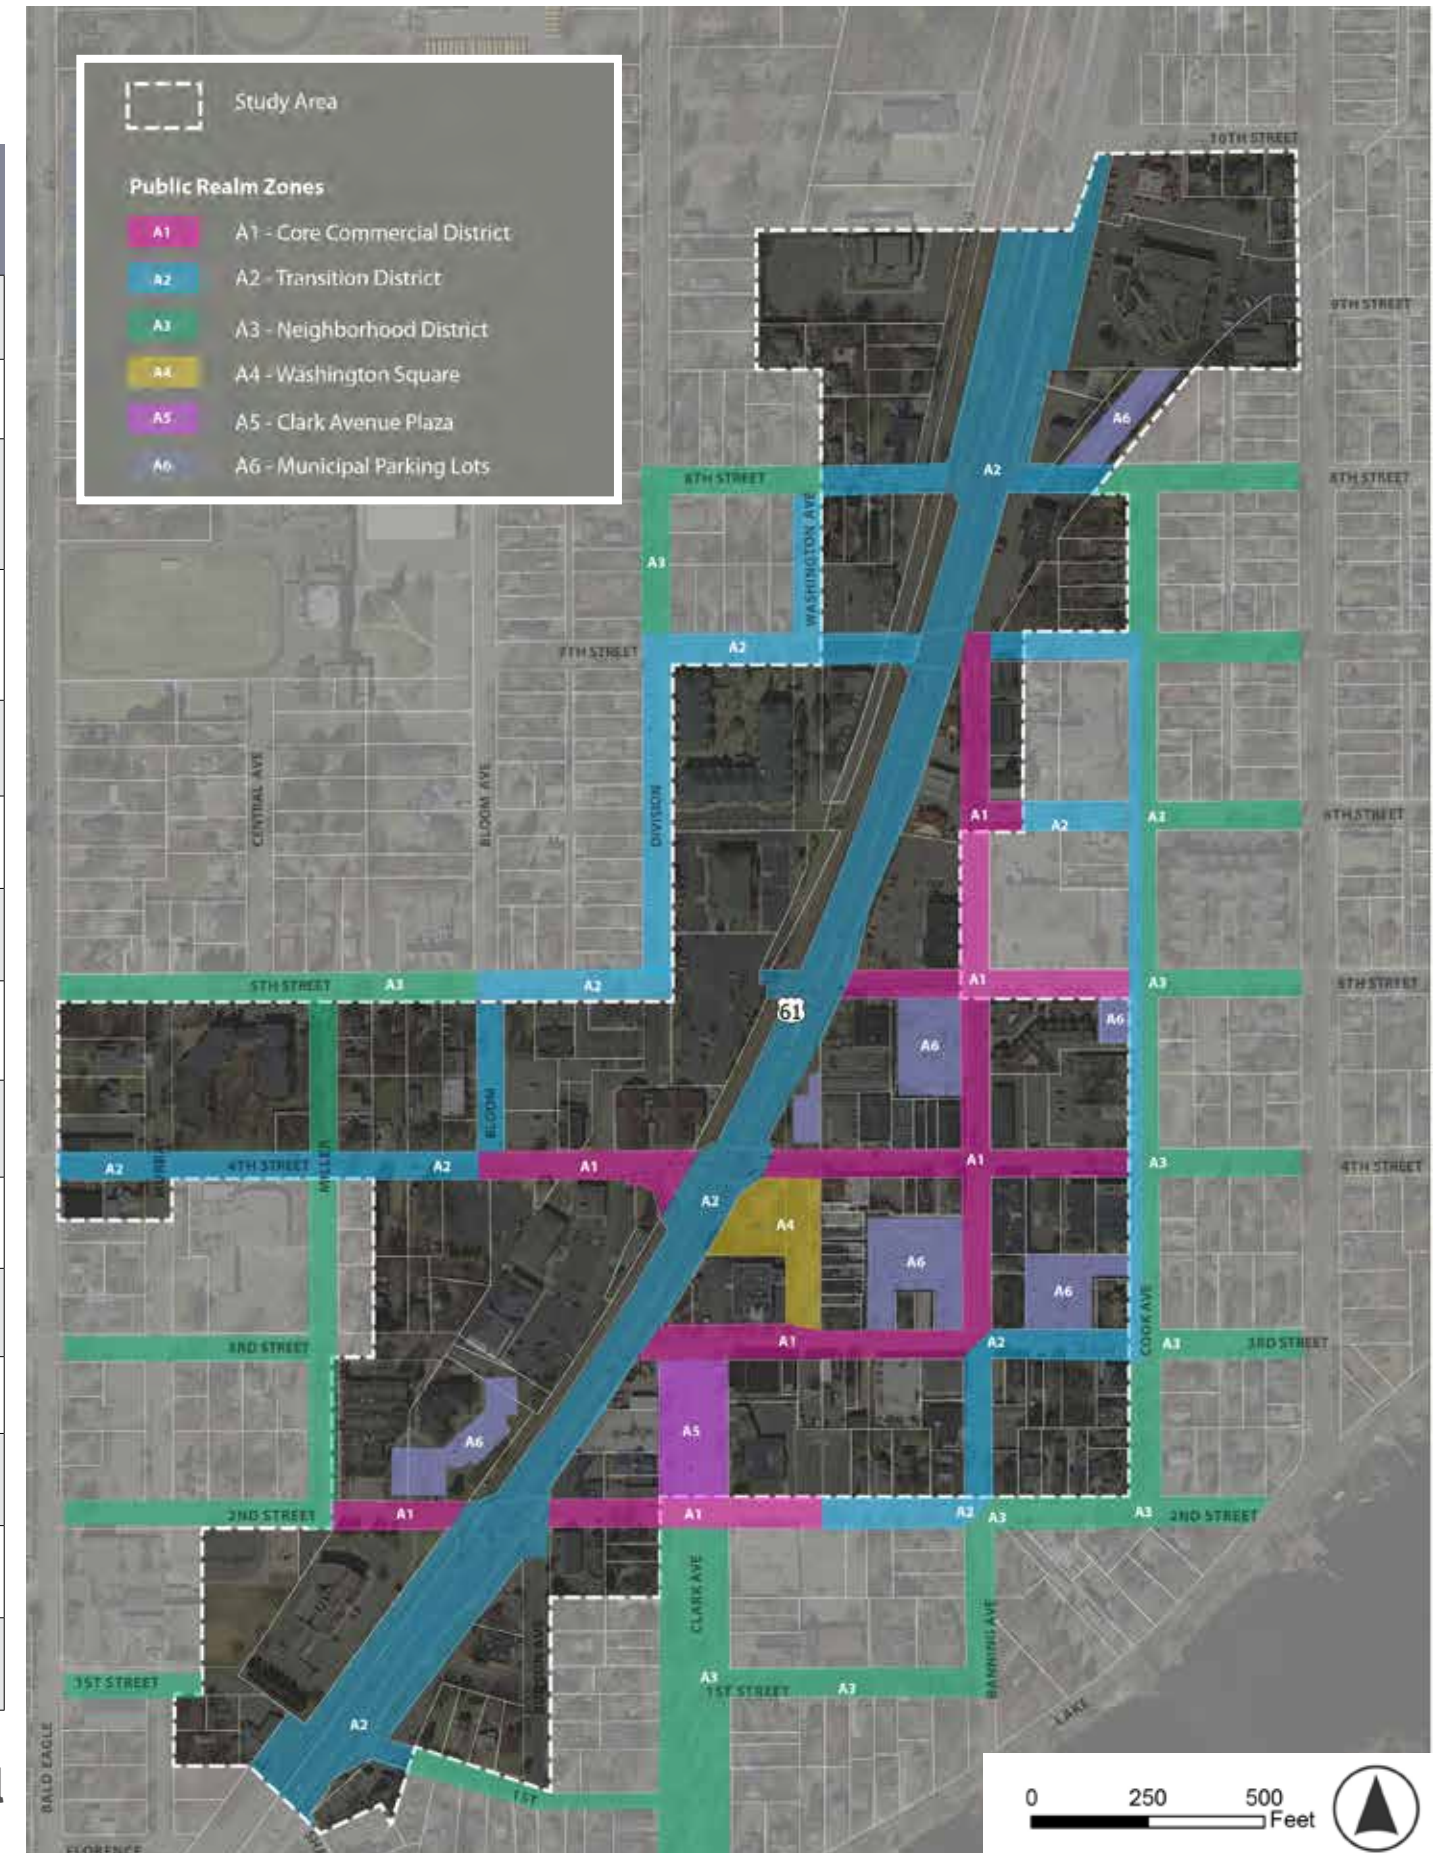 Study Area
Public Realm Zones
A1 A1 - Core Commercial District
A2 A2 - Transition District
A3 A3 - Neighborhood District
A4 A4 - Washington Square
A5 A5 - Clark Avenue Plaza
A6 A6 - Municipal Parking Lots
10TH STREET
9TH STREET
A6
8TH STREET
A2
8TH STREET
WASHINGTON AVE
A3
7TH STREET
A2
CENTRAL AVE
BLOOM AVE
DIVISION
A1
A2
A3
6TH STREET
5TH STREET
A3
A2
A1
A3
5TH STREET
61
A6
A6
BLOOM
A2
MURRAY
4TH STREET
MILLER
A2
A1
A1
A3
4TH STREET
A2
A4
A6
A6
COOK AVE
3RD STREET
A1
A2
A3
3RD STREET
A5
A6
2ND STREET
A1
A1
A2
A3
A3
2ND STREET
CLARK AVE
BANNING AVE
1ST STREET
A3
1ST STREET
A3
LAKE
A2
BALD EAGLE
1ST
FLORENCE
0 250 500
Feet